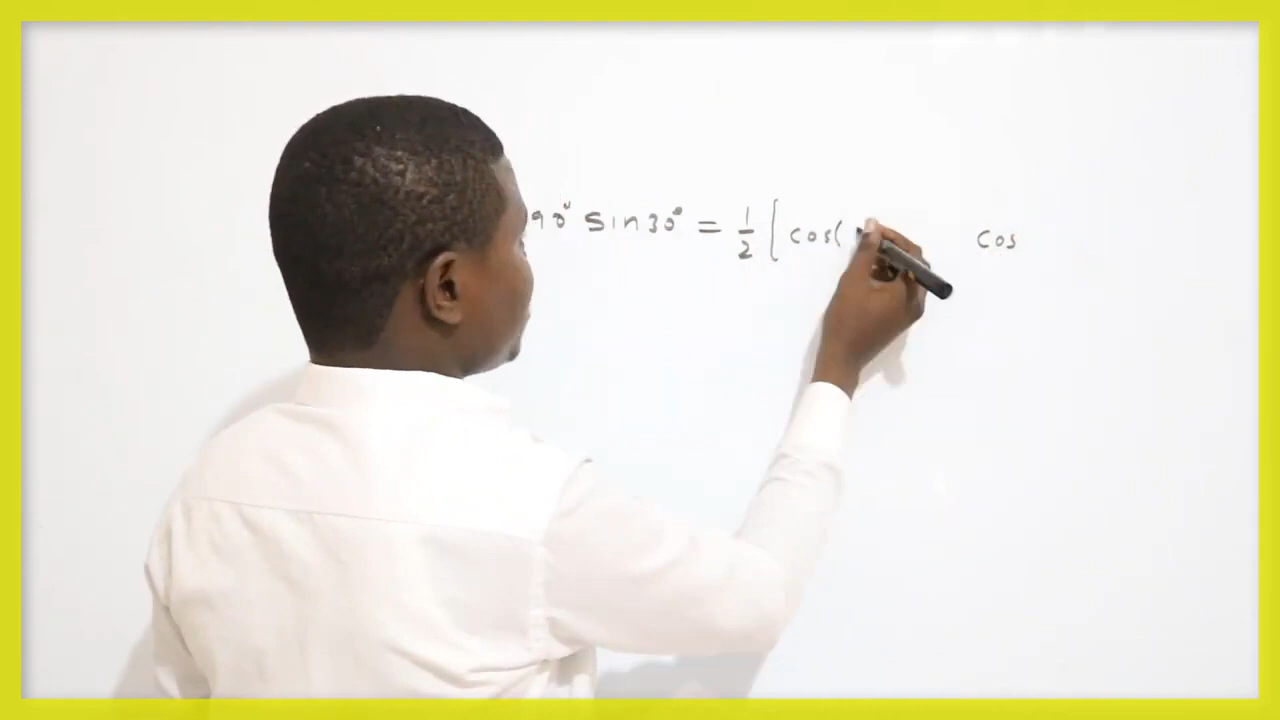 90° sin30° = 1/2 [ cos( cos